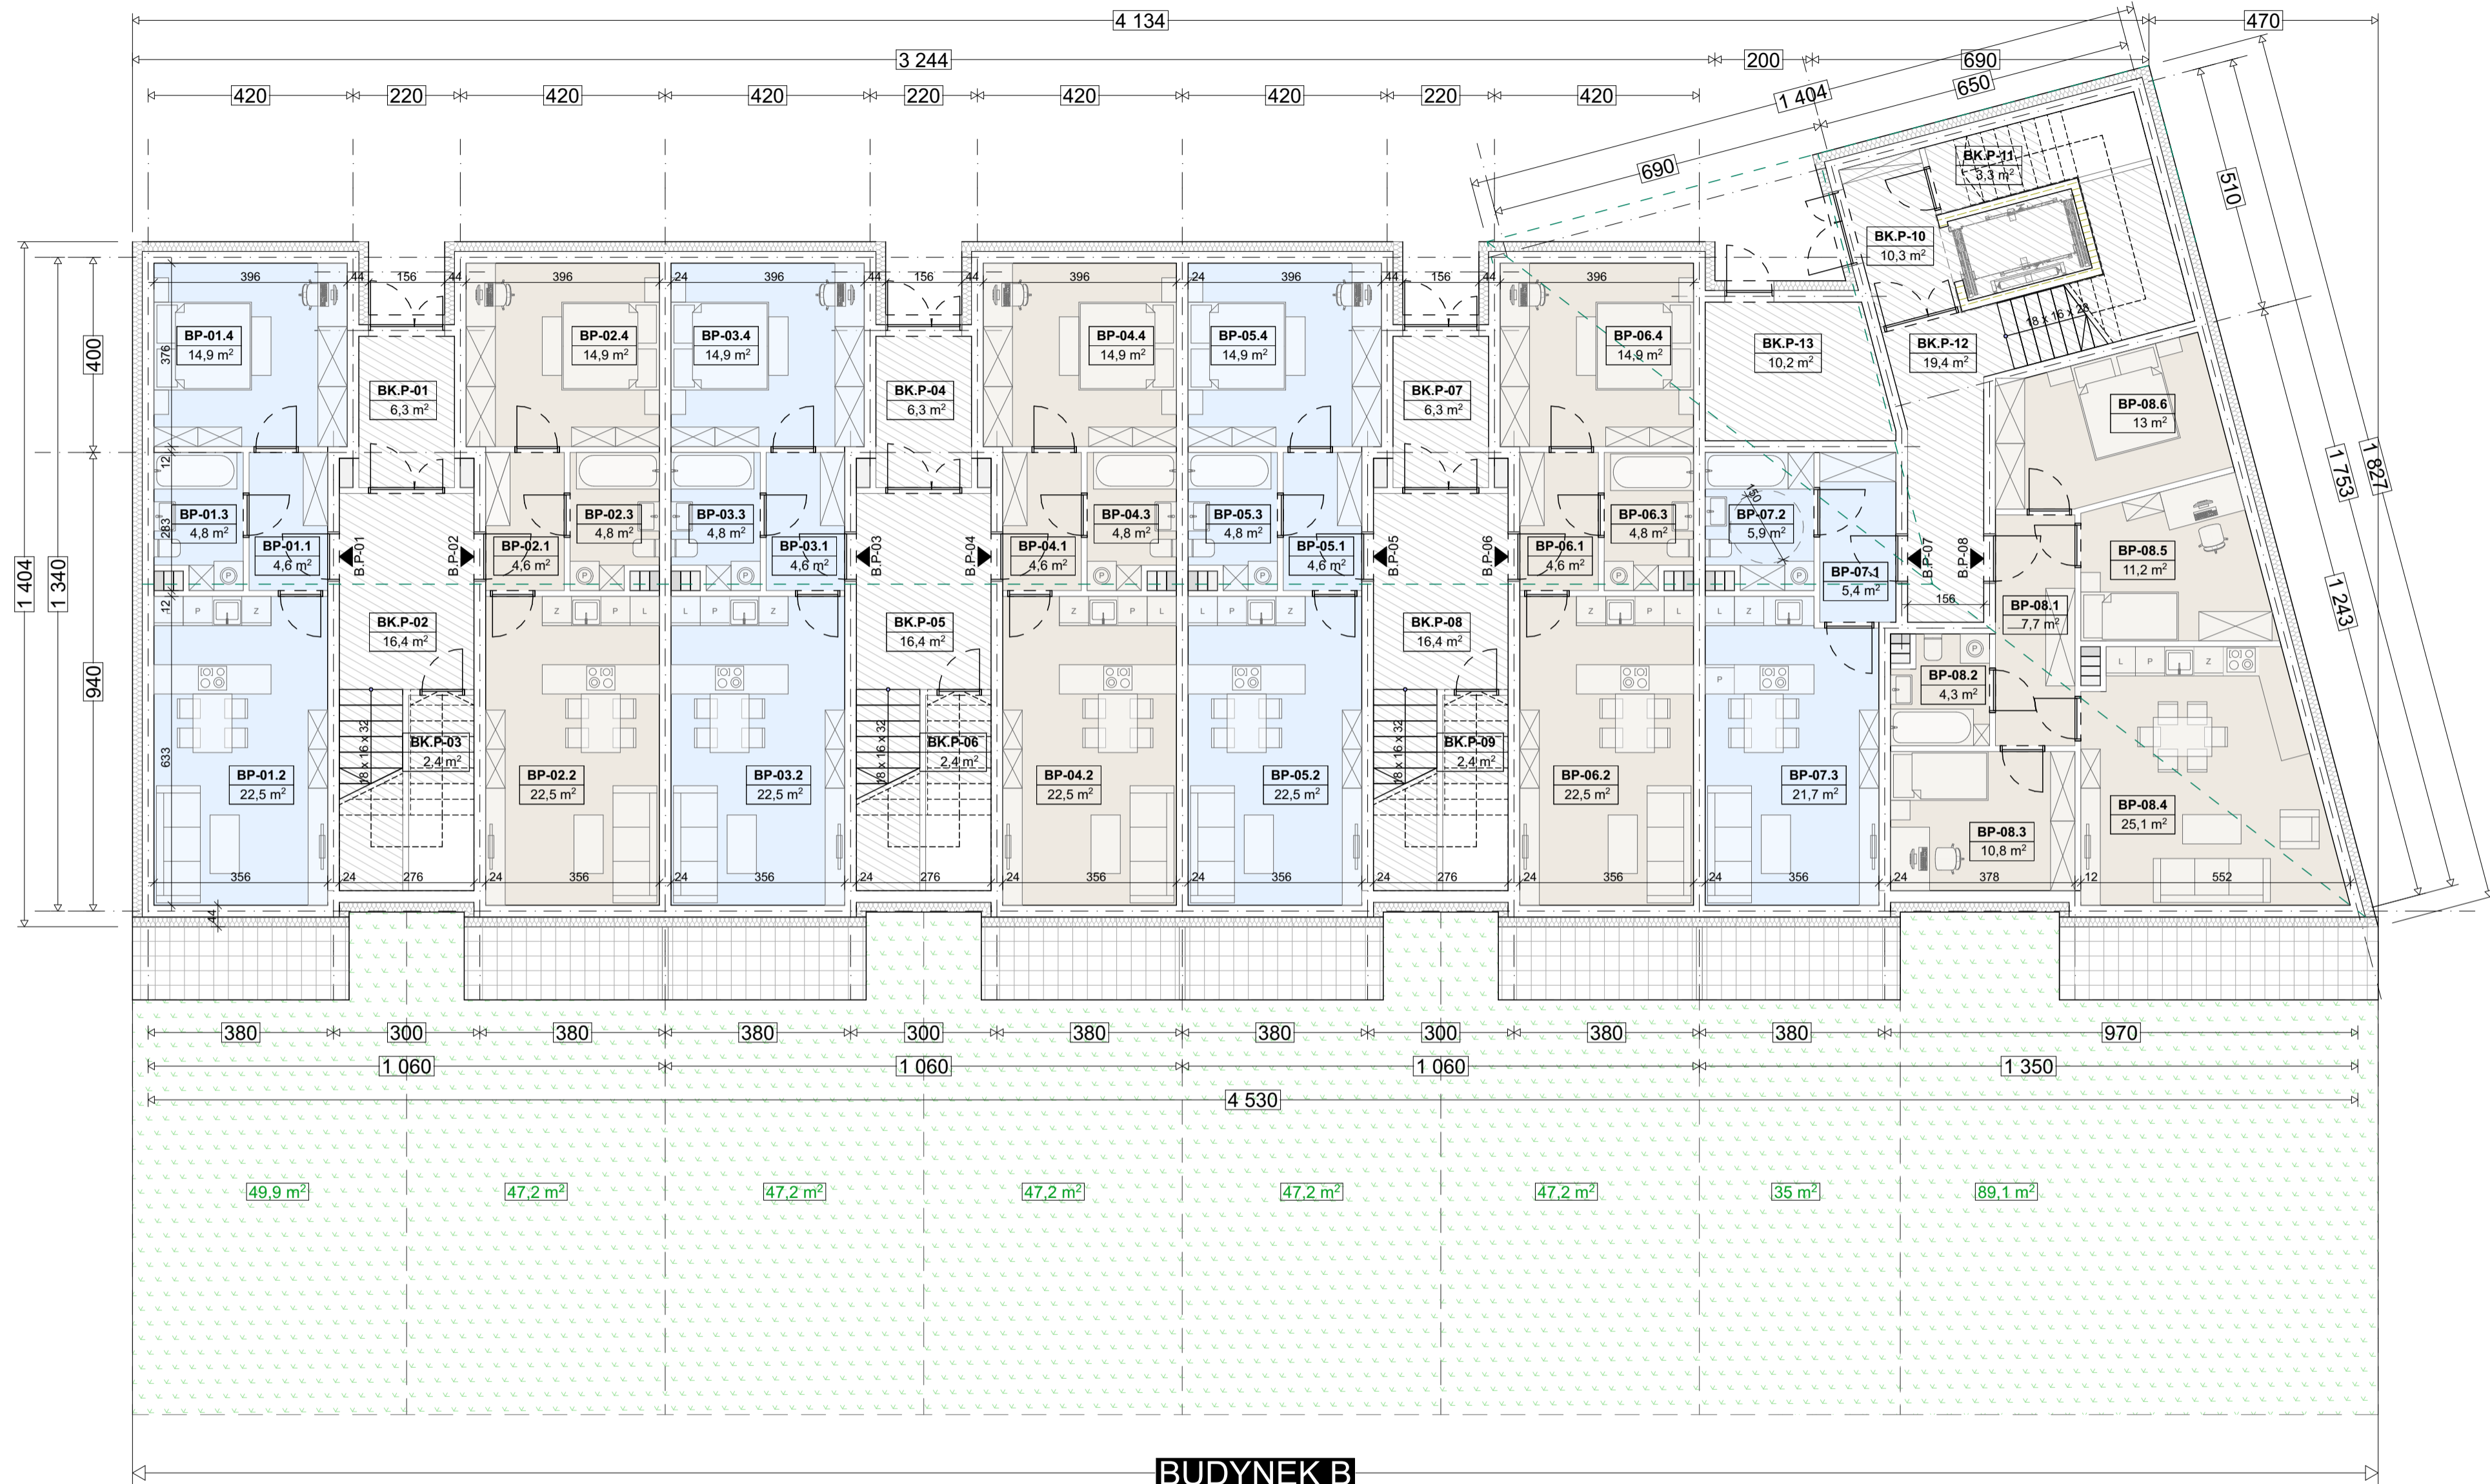 4 134
470
3 244
200
690
420
220
420
420
220
420
420
220
420
1 404
650
690
510
1 827
1 753
1 243
1 404
1 340
400
940
396
44
156
44
396
24
396
44
156
44
396
24
396
44
156
44
396
376
12
283
12
633
44
BP-01.4
14,9 m²
BP-02.4
14,9 m²
BP-03.4
14,9 m²
BP-04.4
14,9 m²
BP-05.4
14,9 m²
BP-06.4
14,9 m²
BK.P-11
3,3 m²
BK.P-10
10,3 m²
18 x 16 x 28
BK.P-13
10,2 m²
BK.P-12
19,4 m²
BK.P-01
6,3 m²
BK.P-04
6,3 m²
BK.P-07
6,3 m²
BP-08.6
13 m²
BP-01.3
4,8 m²
BP-01.1
4,6 m²
B.P-01
B.P-02
BP-02.1
4,6 m²
BP-02.3
4,8 m²
BP-03.3
4,8 m²
BP-03.1
4,6 m²
B.P-03
B.P-04
BP-04.1
4,6 m²
BP-04.3
4,8 m²
BP-05.3
4,8 m²
BP-05.1
4,6 m²
B.P-05
B.P-06
BP-06.1
4,6 m²
BP-06.3
4,8 m²
150
BP-07.2
5,9 m²
BP-07.1
5,4 m²
B.P-07
B.P-08
156
BP-08.5
11,2 m²
BP-08.1
7,7 m²
P
P
P
P
P
P
P
P
P Z
Z P L
L P Z
Z P L
L P Z
Z P L
L Z
P
L P Z
BK.P-02
16,4 m²
BK.P-05
16,4 m²
BK.P-08
16,4 m²
BP-08.2
4,3 m²
18 x 16 x 32
BK.P-03
2,4 m²
18 x 16 x 32
BK.P-06
2,4 m²
18 x 16 x 32
BK.P-09
2,4 m²
BP-01.2
22,5 m²
BP-02.2
22,5 m²
BP-03.2
22,5 m²
BP-04.2
22,5 m²
BP-05.2
22,5 m²
BP-06.2
22,5 m²
BP-07.3
21,7 m²
BP-08.4
25,1 m²
BP-08.3
10,8 m²
356
24
276
24
356
24
356
24
276
24
356
24
356
24
276
24
356
24
356
24
378
12
552
380
300
380
380
300
380
380
300
380
380
970
1 060
1 060
1 060
1 350
4 530
49,9 m²
47,2 m²
47,2 m²
47,2 m²
47,2 m²
47,2 m²
35 m²
89,1 m²
BUDYNEK B